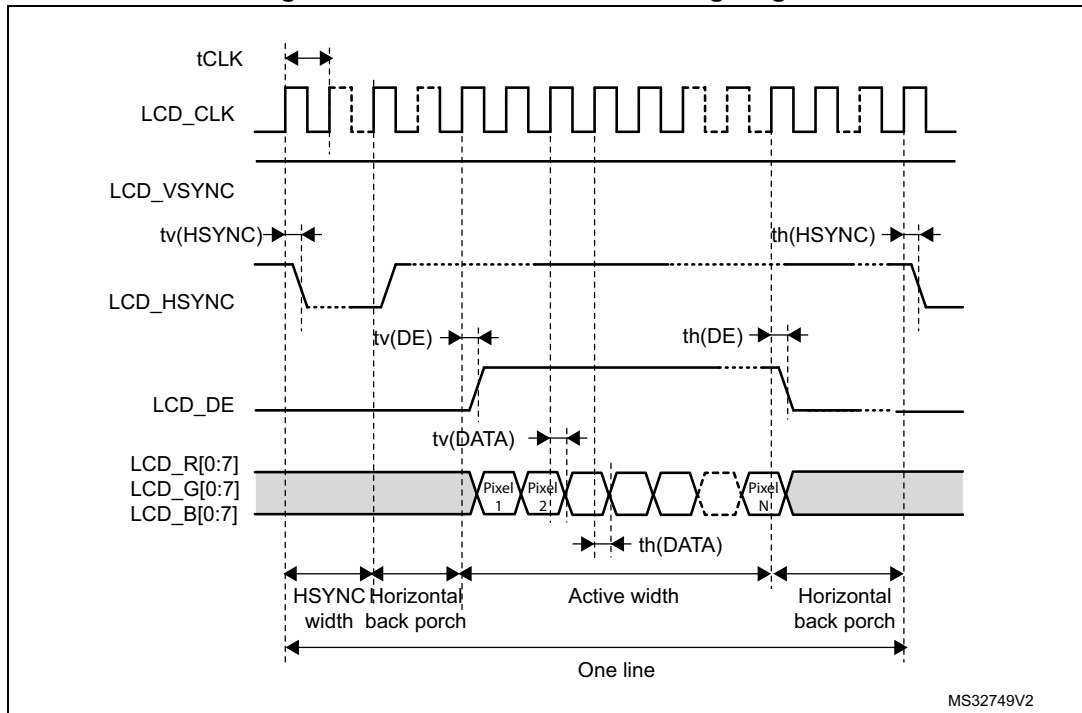 tCLK
LCD_CLK
LCD_VSYNC
tv(HSYNC)
th(HSYNC)
LCD_HSYNC
tv(DE)
th(DE)
LCD_DE
tv(DATA)
LCD_R[0:7]
LCD_G[0:7]
LCD_B[0:7]
Pixel
1
Pixel
2
Pixel
N
th(DATA)
HSYNC
width
Horizontal
back porch
Active width
Horizontal
back porch
One line
MS32749V2